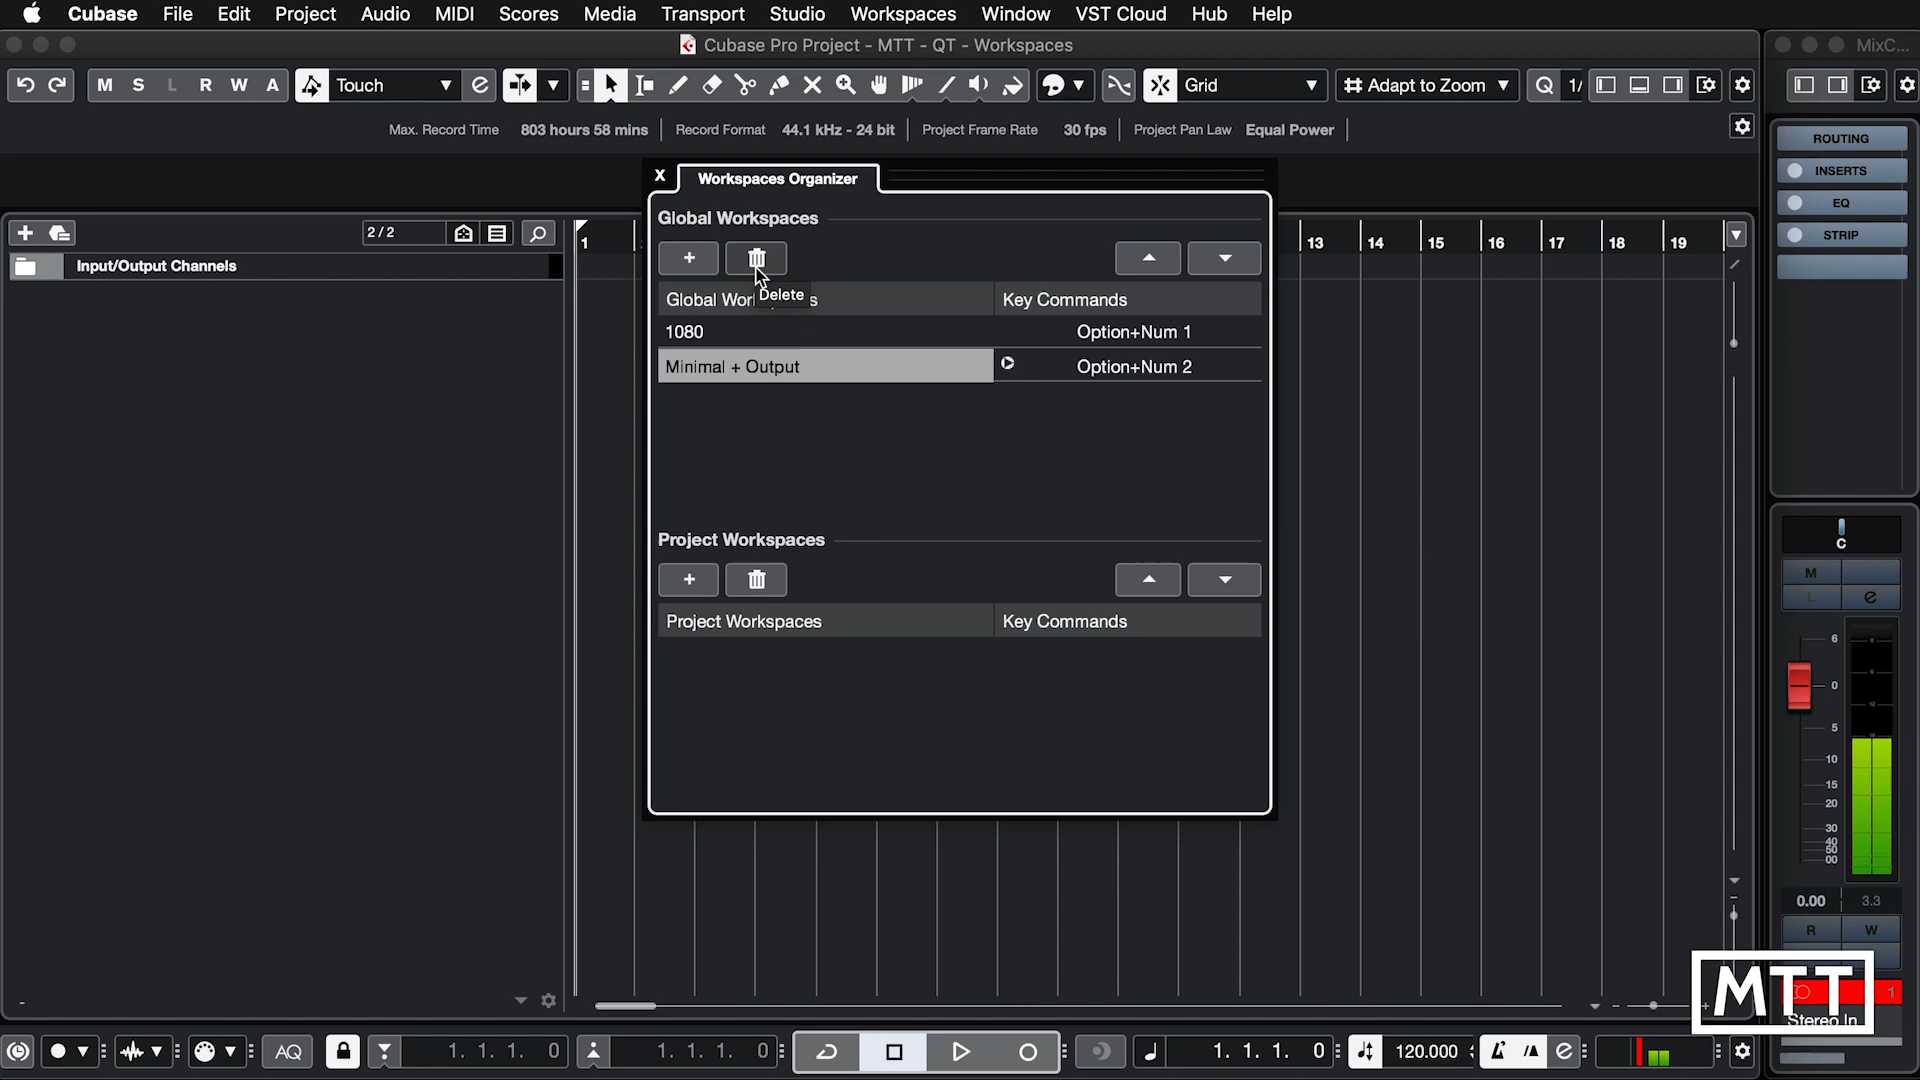 Cubase File Edit Project Audio MIDI Scores Media Transport Studio Workspaces Window VST Cloud Hub Help
Cubase Pro Project - MTT - QT - Workspaces
MixC...
M S L R W A Touch e Grid Adapt to Zoom Q 1/
Max. Record Time 803 hours 58 mins Record Format 44.1 kHz - 24 bit Project Frame Rate 30 fps Project Pan Law Equal Power
ROUTING
INSERTS
EQ
STRIP
X Workspaces Organizer
Global Workspaces
+
Delete
Global Wor s Key Commands
1080 Option+Num 1
Minimal + Output Option+Num 2
Project Workspaces
+
Project Workspaces Key Commands
+ 2/2
Input/Output Channels
1 13 14 15 16 17 18 19
C
M
L e
6
0
5
10
15
20
30
40
50
00
0.00 3.3
R W
MTT
1
Stereo In
AQ 1. 1. 1. 0 1. 1. 1. 0 1. 1. 1. 0 120.000 e